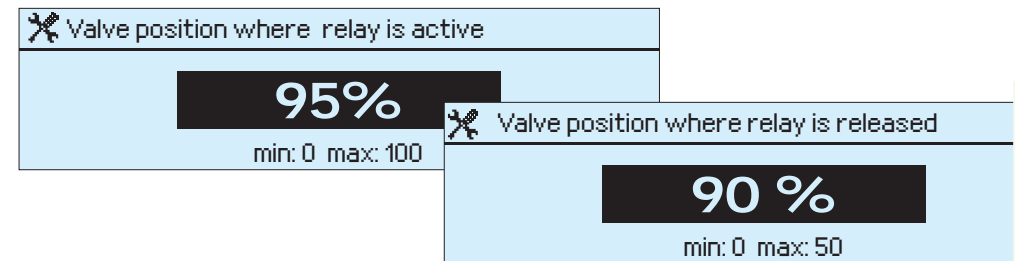 Valve position where relay is active
95%
min: 0 max: 100
Valve position where relay is released
90 %
min: 0 max: 50